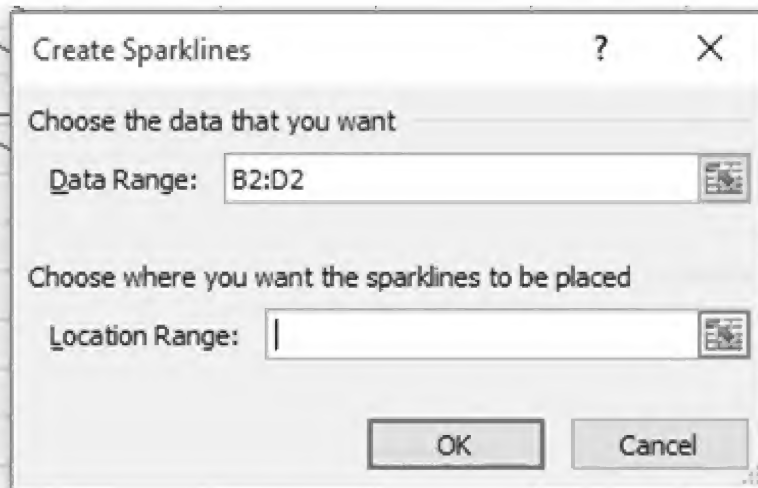 Create Sparklines ?
Choose the data that you want
Data Range: B2:D2
Choose where you want the sparklines to be placed
Location Range:
OK Cancel